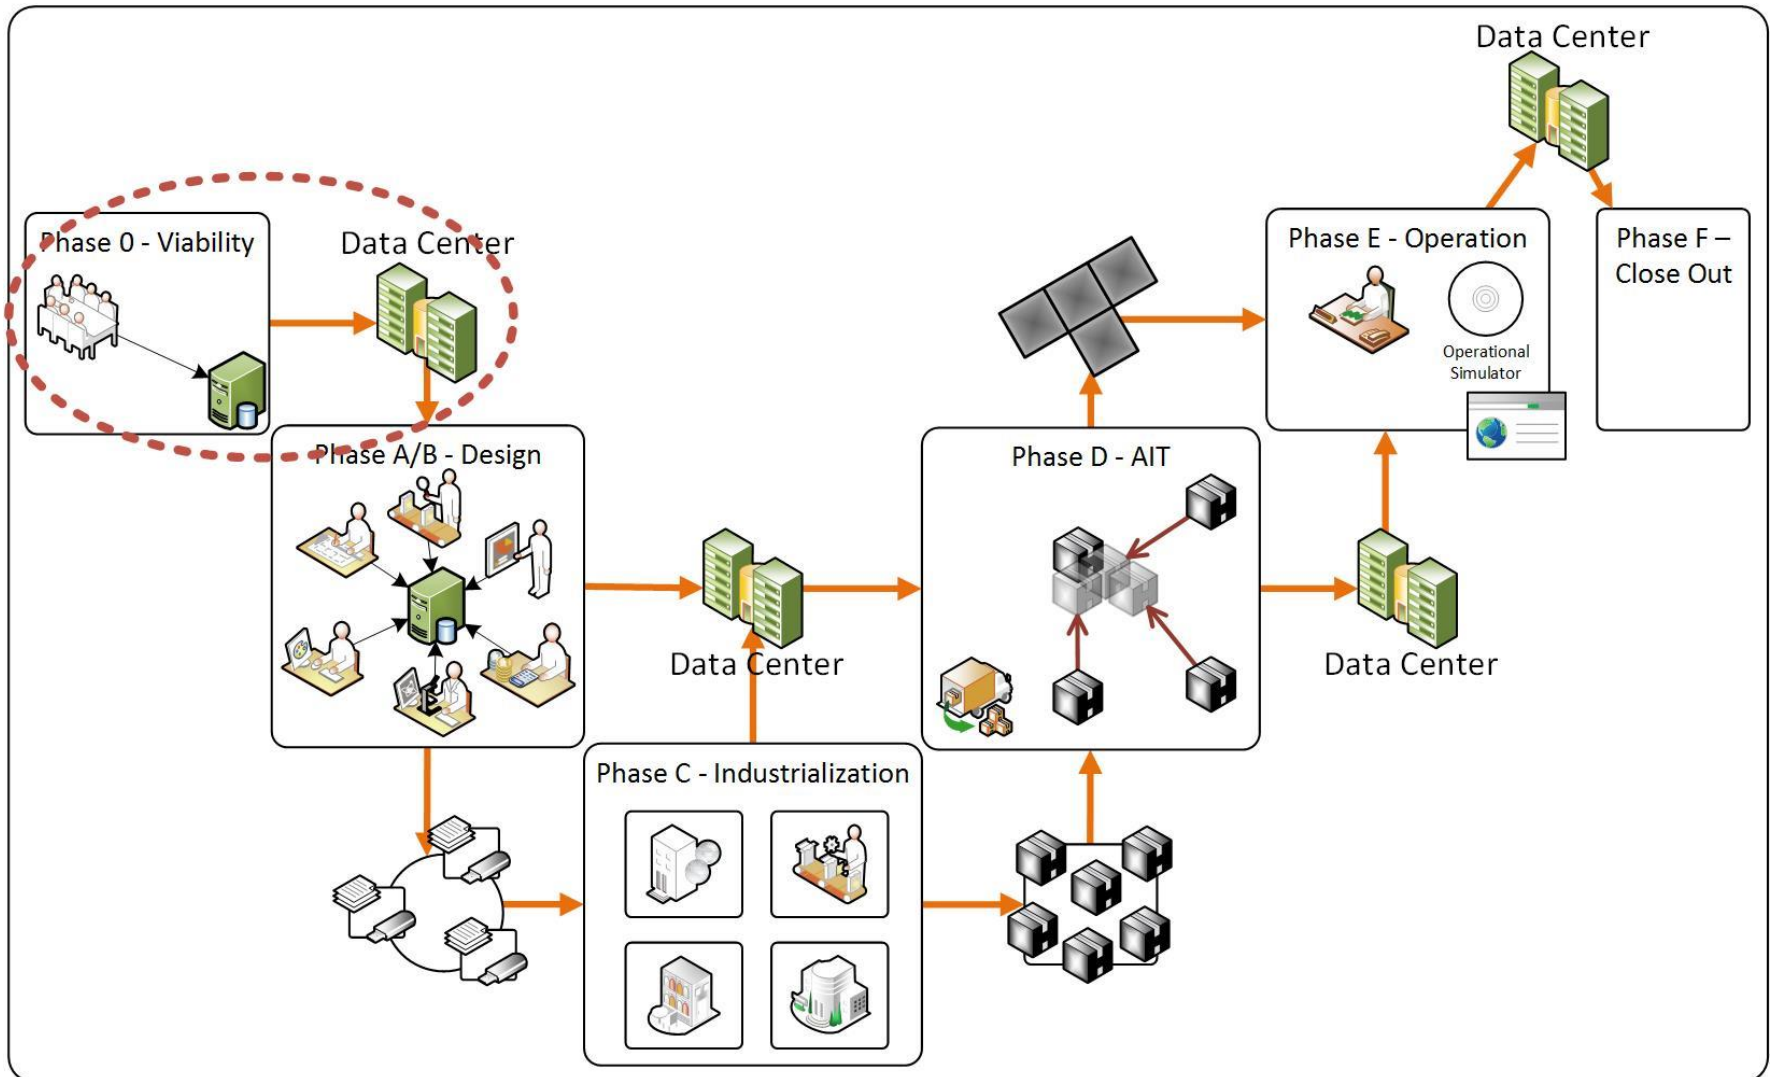 Data Center
Phase 0 - Viability
Data Center
Phase E - Operation
Operational
Simulator
Phase F –
Close Out
Phase A/B - Design
Phase D - AIT
Data Center
Data Center
Phase C - Industrialization